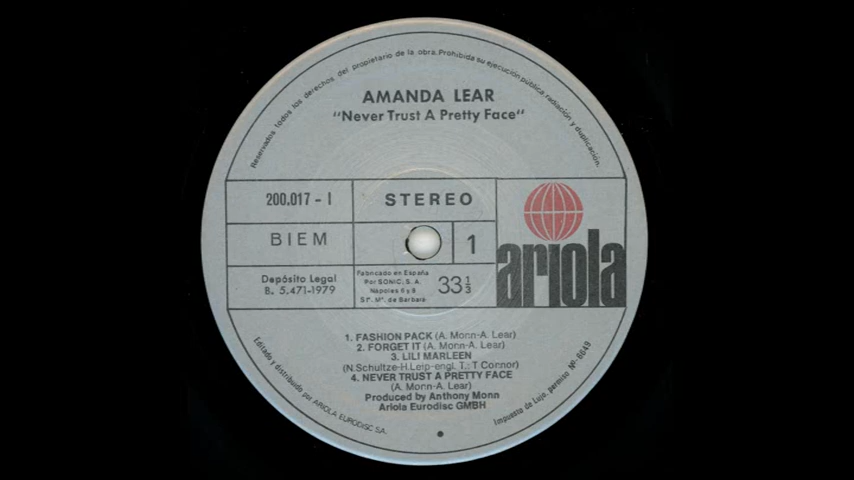 Reservados todos los derechos del propietario de la obra. Prohibida su ejecución pública, radiación y duplicación.
AMANDA LEAR
"Never Trust A Pretty Face"
200.017 - I
STEREO
BIEM
1
ariola
Depósito Legal
B. 5.471-1979
Fabricado en España
Por SONIC, S. A.
Nápoles 6 y 8
Stª. Mª. de Barbará
33 1/3
1. FASHION PACK (A. Monn-A. Lear)
2. FORGET IT (A. Monn-A. Lear)
3. LILI MARLEEN
(N. Schultze-H. Leip-engl. T.: T Connor)
4. NEVER TRUST A PRETTY FACE
(A. Monn-A. Lear)
Produced by Anthony Monn
Ariola Eurodisc GMBH
Editado y distribuido por ARIOLA EURODISC S.A.
Impuesto de Lujo, permiso Nº. 6649